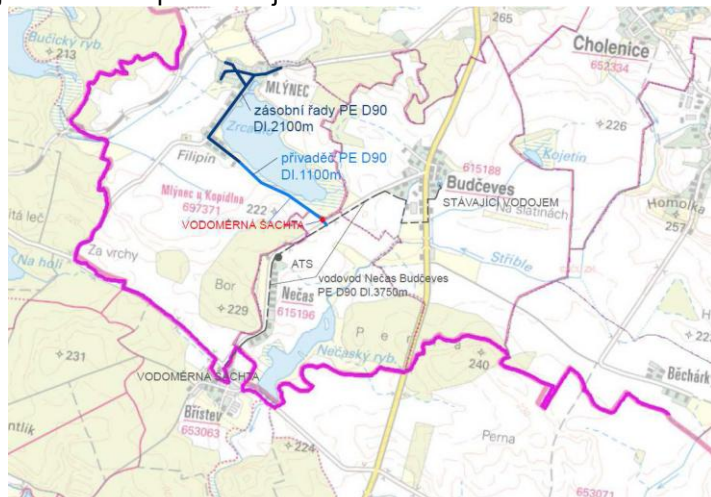 Bučický ryb.
213
265
Cholenice
652334
MLÝNEC
zásobní řady PE D90
Dl.2100m
Zrcadlo
226
Filipín
přivaděč PE D90
Dl.1100m
Kojetín
615188
Budčeves
Mlýnec u Kopidlna
697371
222
STÁVAJÍCÍ VODOJEM
Na slatinách
Homolka
257
VODOMĚRNÁ ŠACHTA
Za vrchy
Na holi
ATS
Stříble
Bor
vodovod Nečas Budčeves
PE D90 Dl.3750m
Nečas
615196
229
231
Nečaský ryb.
240
VODOMĚRNÁ ŠACHTA
Běchárky
Bříštev
653063
224
Perna
653071